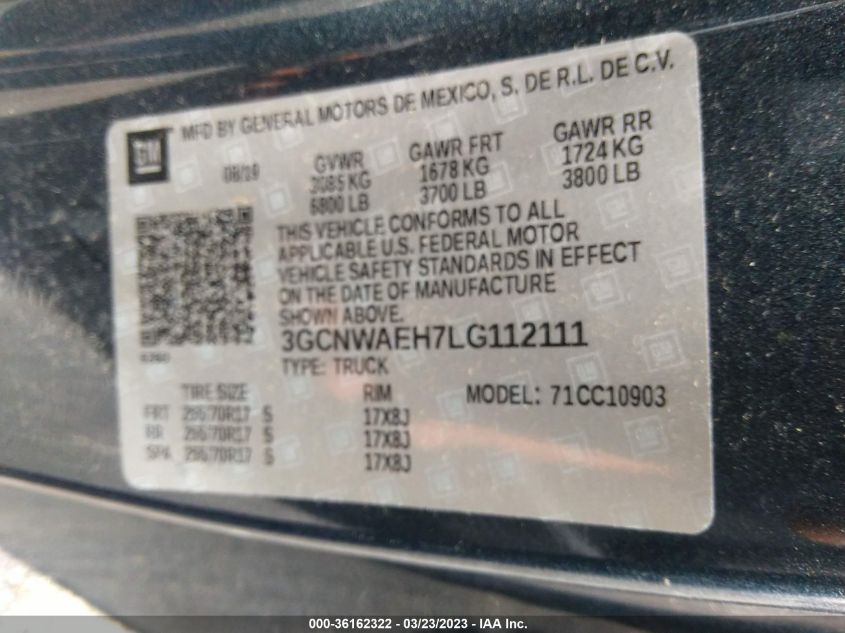 MFD BY GENERAL MOTORS DE MEXICO, S. DE R.L. DE C.V.
GM
08/19
GVWR GAWR FRT GAWR RR
3085 KG 1678 KG 1724 KG
6800 LB 3700 LB 3800 LB
THIS VEHICLE CONFORMS TO ALL
APPLICABLE U.S. FEDERAL MOTOR
VEHICLE SAFETY STANDARDS IN EFFECT
ON THE DATE OF MANUFACTURE
SHOWN ABOVE.
3GCNWAEH7LG112111
TYPE: TRUCK
MODEL: 71CC10903
TIRE SIZE RIM
FRT S 17X8J
RR S 17X8J
SPA S 17X8J
000-36162322 / 03/23/2023 - IAA Inc.